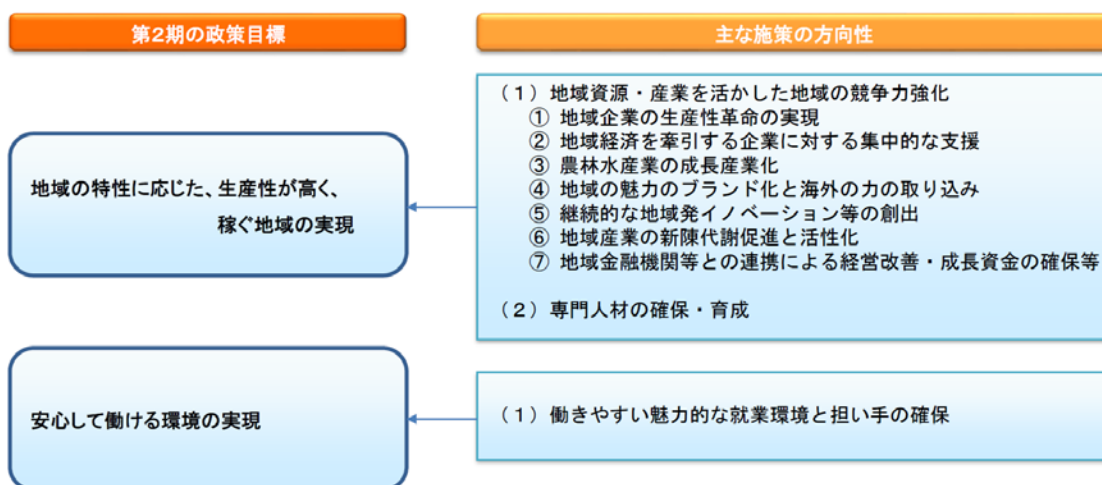 第2期の政策目標
主な施策の方向性
地域の特性に応じた、生産性が高く、
稼ぐ地域の実現
（１）地域資源・産業を活かした地域の競争力強化
① 地域企業の生産性革命の実現
② 地域経済を牽引する企業に対する集中的な支援
③ 農林水産業の成長産業化
④ 地域の魅力のブランド化と海外の力の取り込み
⑤ 継続的な地域発イノベーション等の創出
⑥ 地域産業の新陳代謝促進と活性化
⑦ 地域金融機関等との連携による経営改善・成長資金の確保等
（２）専門人材の確保・育成
安心して働ける環境の実現
（１）働きやすい魅力的な就業環境と担い手の確保